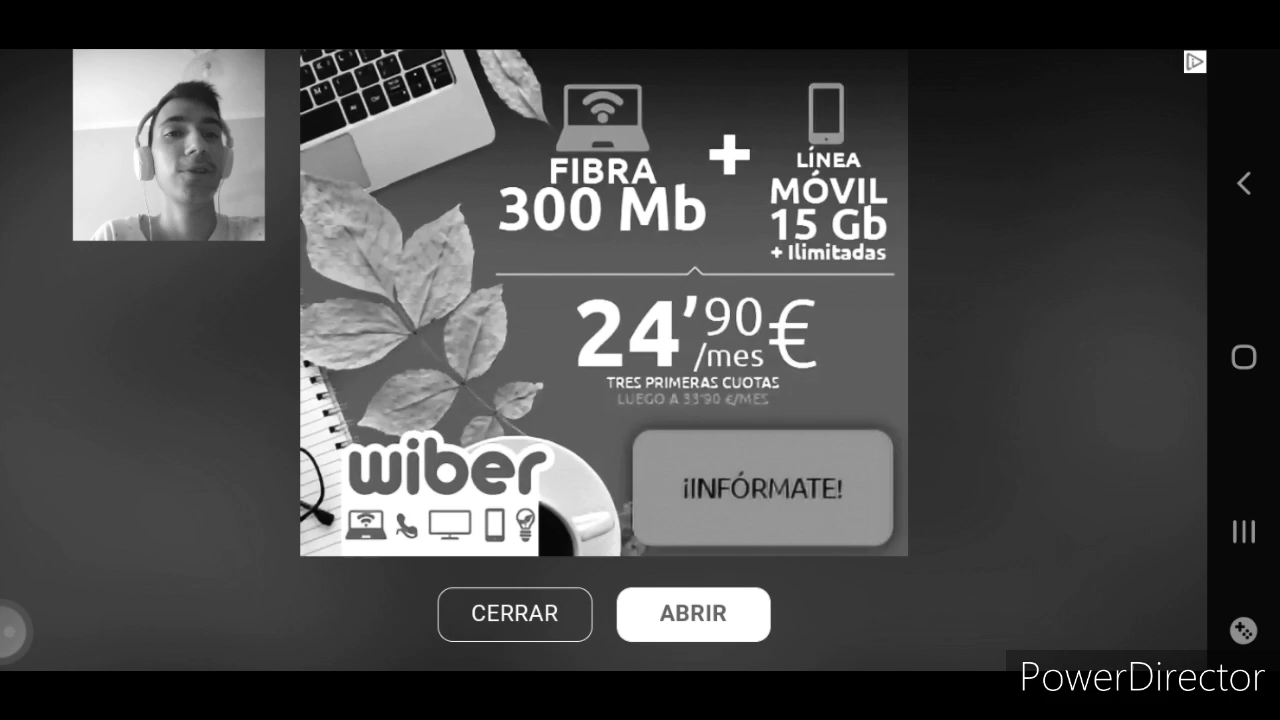 FIBRA
300 Mb
+
LÍNEA
MÓVIL
15 Gb
+ Ilimitadas
24'90€
/mes
TRES PRIMERAS CUOTAS
LUEGO A 33'90 €/MES
wiber
¡INFÓRMATE!
CERRAR
ABRIR
PowerDirector